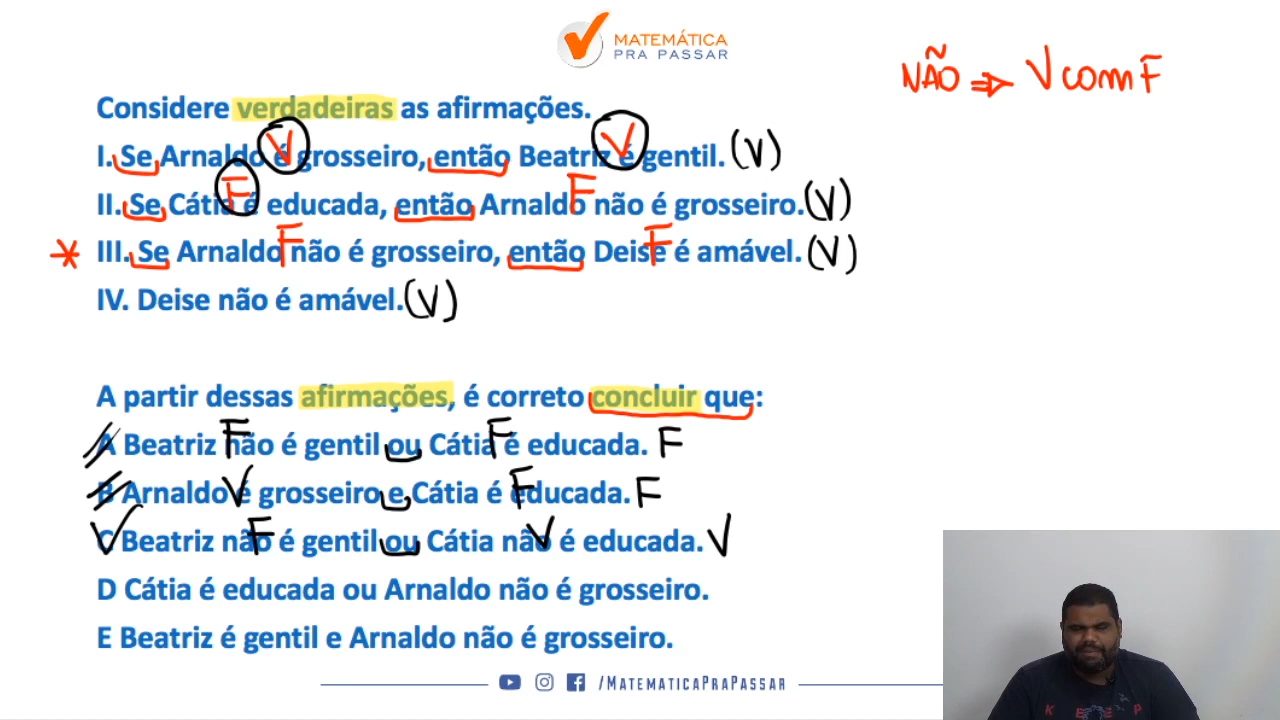 MATEMÁTICA
PRA PASSAR
NÃO ⇒ V com F
Considere verdadeiras as afirmações.
V V
I. Se Arnaldo é grosseiro, então Beatriz é gentil. (V)
F F
II. Se Cátia é educada, então Arnaldo não é grosseiro. (V)
F F
* III. Se Arnaldo não é grosseiro, então Deise é amável. (V)
IV. Deise não é amável. (V)
A partir dessas afirmações, é correto concluir que:
F F
A Beatriz não é gentil ou Cátia é educada. F
V F
B Arnaldo é grosseiro e Cátia é educada. F
F V
C Beatriz não é gentil ou Cátia não é educada. V
D Cátia é educada ou Arnaldo não é grosseiro.
E Beatriz é gentil e Arnaldo não é grosseiro.
/MATEMATICAPRAPASSAR
K E E P